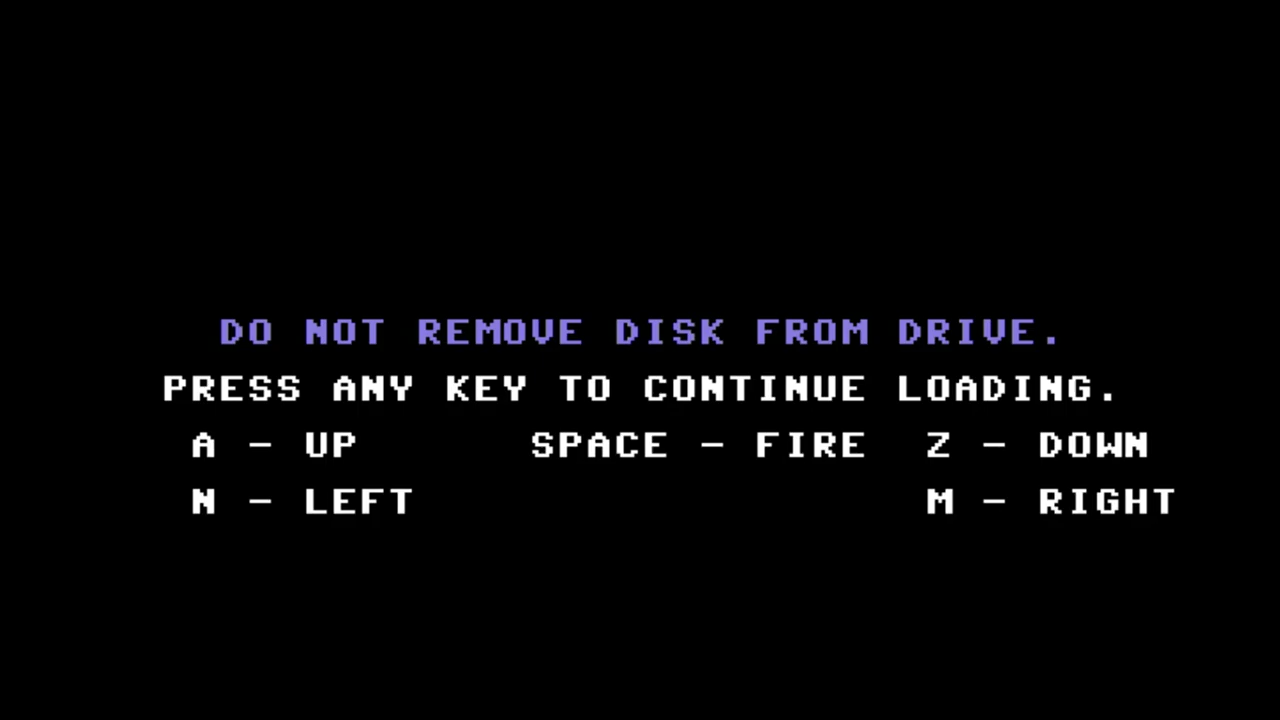 DO NOT REMOVE DISK FROM DRIVE.
PRESS ANY KEY TO CONTINUE LOADING.
A - UP SPACE - FIRE Z - DOWN
N - LEFT M - RIGHT